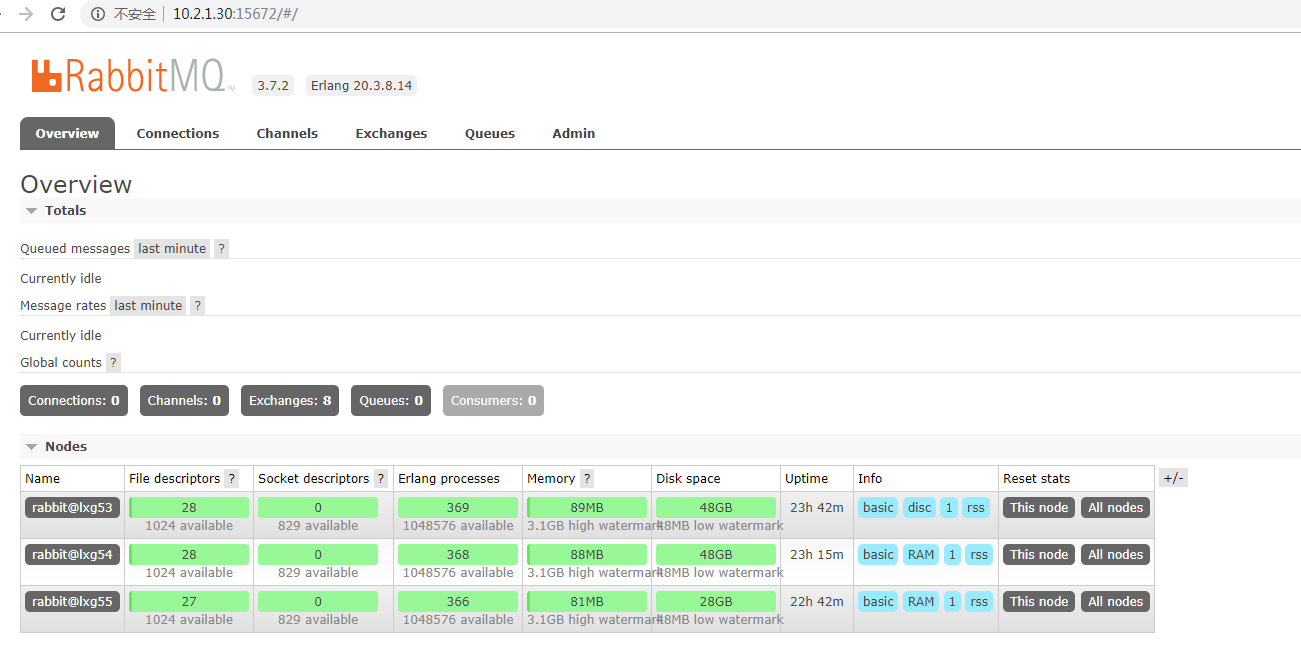 不安全 | 10.2.1.30:15672/#/
RabbitMQ TM 3.7.2 Erlang 20.3.8.14
Overview Connections Channels Exchanges Queues Admin
Overview
Totals
Queued messages last minute ?
Currently idle
Message rates last minute ?
Currently idle
Global counts ?
Connections: 0 Channels: 0 Exchanges: 8 Queues: 0 Consumers: 0
Nodes
Name File descriptors ? Socket descriptors ? Erlang processes Memory ? Disk space Uptime Info Reset stats +/-
rabbit@lxg53 28 0 369 89MB 48GB 23h 42m basic disc 1 rss This node All nodes
1024 available 829 available 1048576 available 3.1GB high watermark 48MB low watermark
rabbit@lxg54 28 0 368 88MB 48GB 23h 15m basic RAM 1 rss This node All nodes
1024 available 829 available 1048576 available 3.1GB high watermark 48MB low watermark
rabbit@lxg55 27 0 366 81MB 28GB 22h 42m basic RAM 1 rss This node All nodes
1024 available 829 available 1048576 available 3.1GB high watermark 48MB low watermark